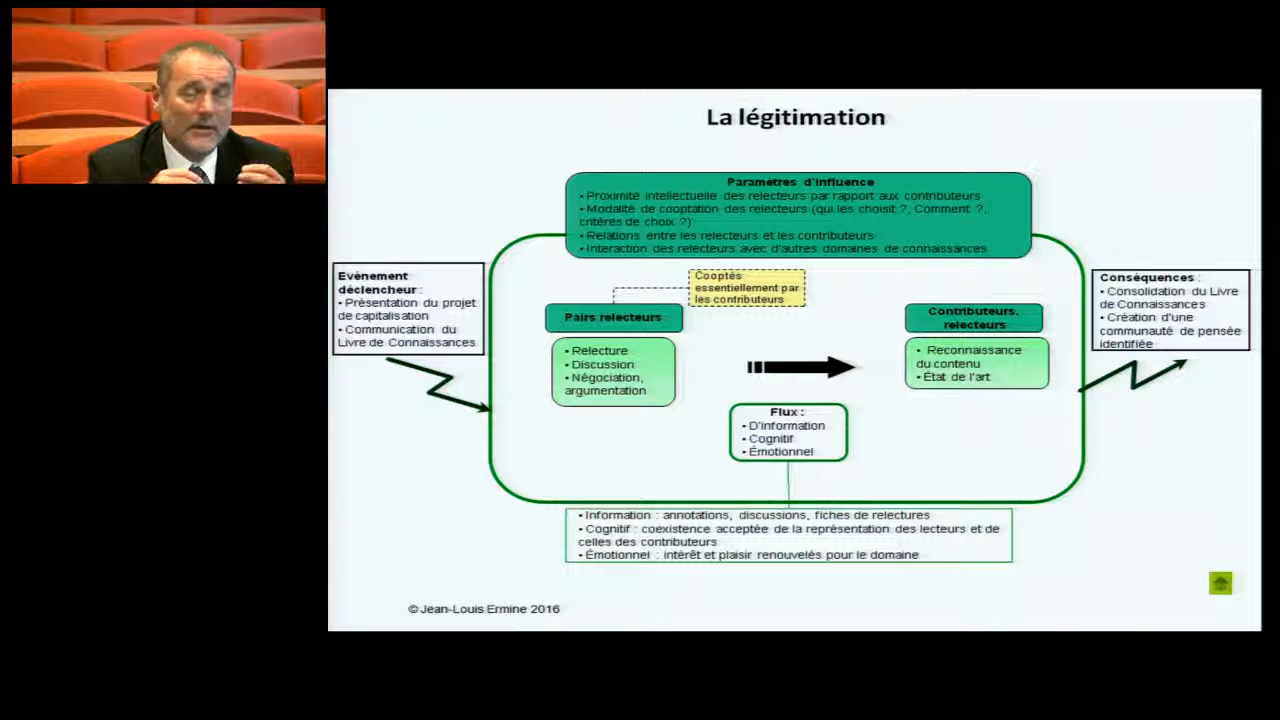 La légitimation
Paramètres d'influence
• Proximité intellectuelle des relecteurs par rapport aux contributeurs
• Modalité de cooptation des relecteurs (qui les choisit ?, Comment ?,
critères de choix ?)
• Relations entre les relecteurs et les contributeurs
• Interaction des relecteurs avec d'autres domaines de connaissances
Evénement
déclencheur :
• Présentation du projet
de capitalisation
• Communication du
Livre de Connaissances
Cooptés
essentiellement par
les contributeurs
Pairs relecteurs
• Relecture
• Discussion
• Négociation,
argumentation
Contributeurs,
relecteurs
• Reconnaissance
du contenu
• État de l'art
Conséquences :
• Consolidation du Livre
de Connaissances
• Création d'une
communauté de pensée
identifiée
Flux :
• D'information
• Cognitif
• Émotionnel
• Information : annotations, discussions, fiches de relectures
• Cognitif : coexistence acceptée de la représentation des lecteurs et de
celles des contributeurs
• Émotionnel : intérêt et plaisir renouvelés pour le domaine
© Jean-Louis Ermine 2016